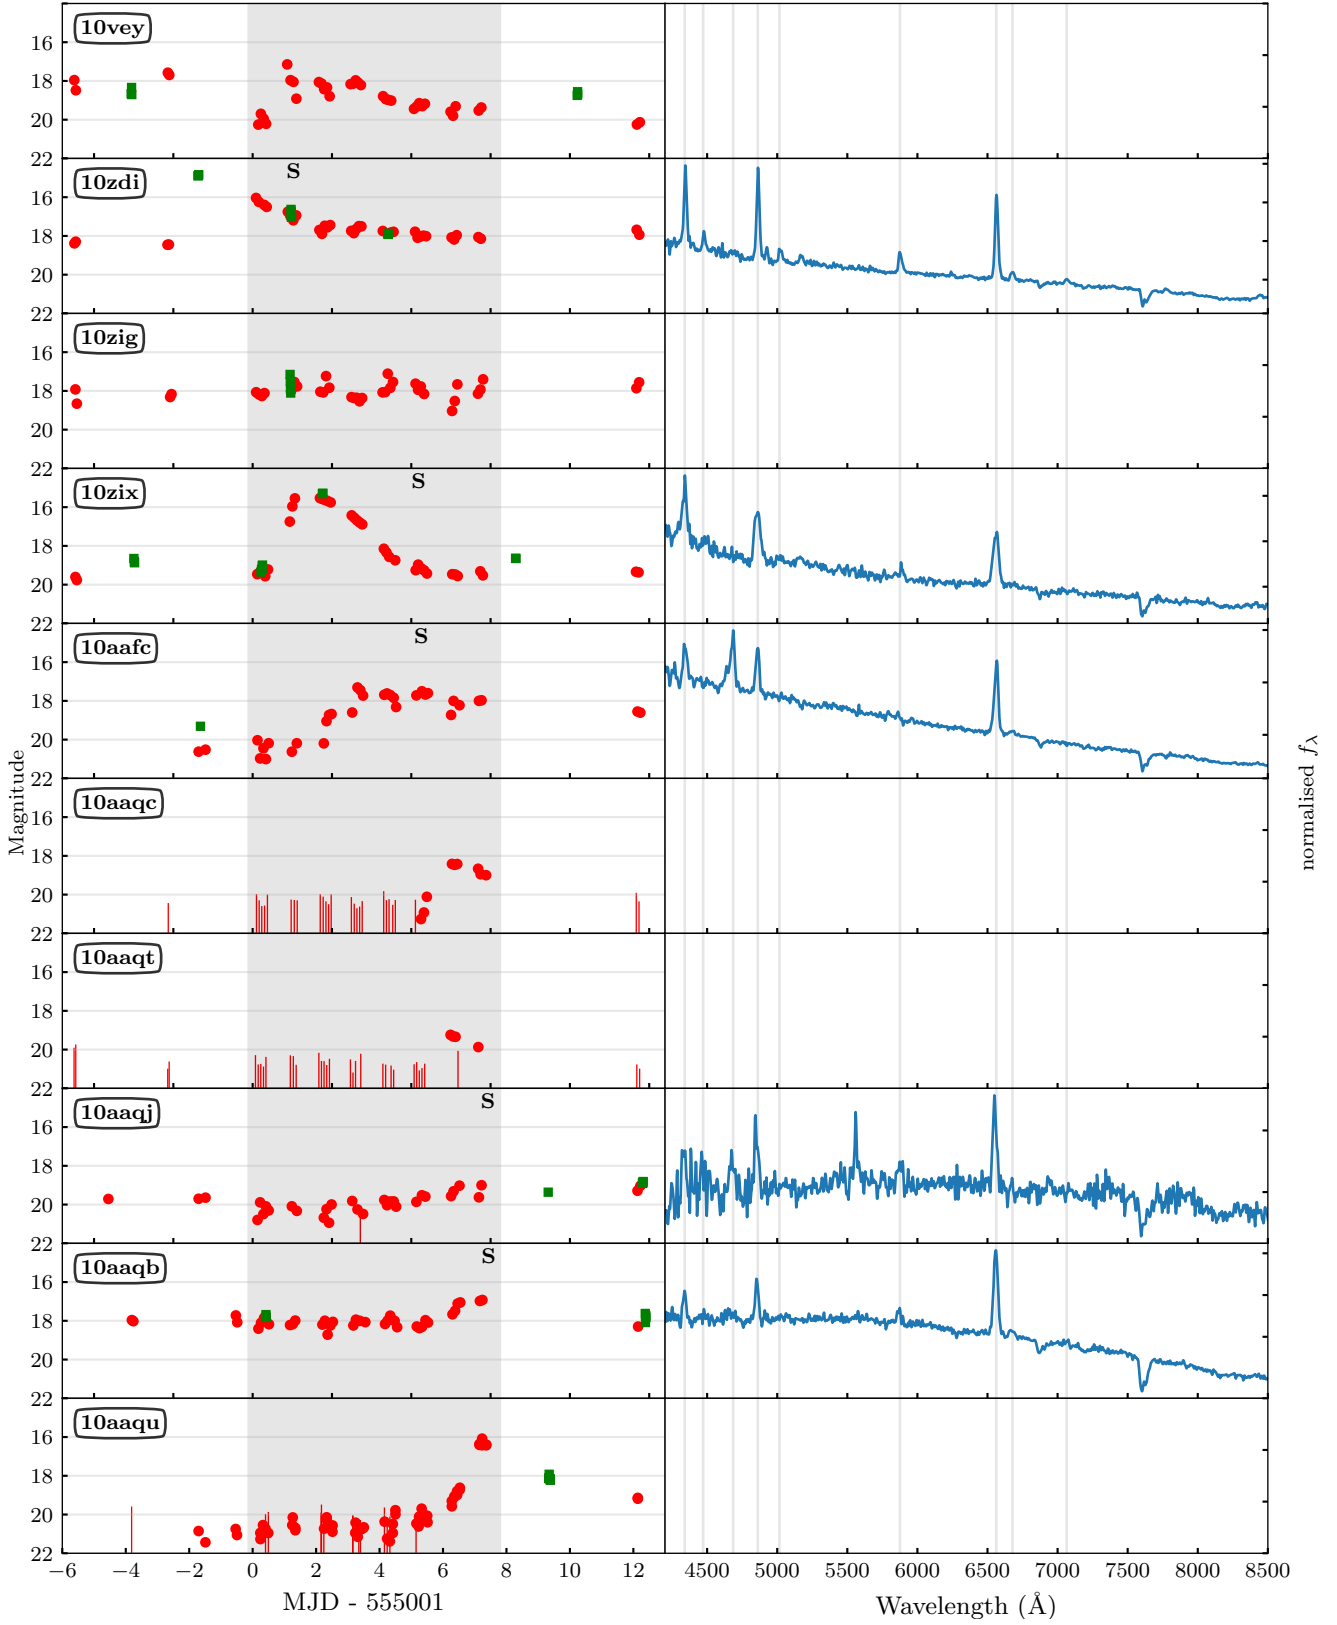 10vey
16
18
20
22
10zdi
S
16
18
20
22
10zig
16
18
20
22
10zix
S
16
18
20
22
10aafc
S
16
18
20
22
10aaqc
16
18
20
22
10aaqt
16
18
20
22
10aaqj
S
16
18
20
22
10aaqb
S
16
18
20
22
10aaqu
16
18
20
22
Magnitude
normalised fλ
−6 −4 −2 0 2 4 6 8 10 12
4500 5000 5500 6000 6500 7000 7500 8000 8500
MJD - 555001
Wavelength (Å)